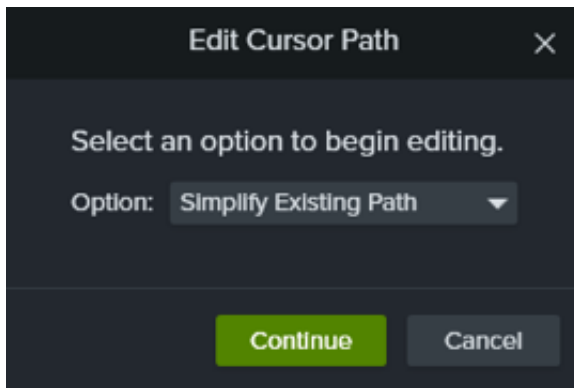 Edit Cursor Path
Select an option to begin editing.
Option: Simplify Existing Path
Continue Cancel